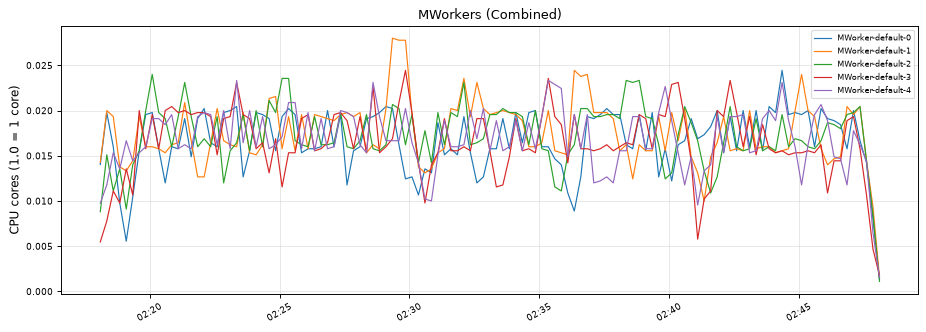 MWorkers (Combined)
CPU cores (1.0 = 1 core)
0.025
0.020
0.015
0.010
0.005
0.000
02:20
02:25
02:30
02:35
02:40
02:45
MWorker-default-0
MWorker-default-1
MWorker-default-2
MWorker-default-3
MWorker-default-4